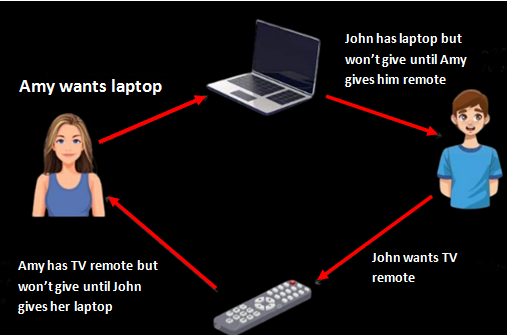 Amy wants laptop
John has laptop but
won’t give until Amy
gives him remote
Amy has TV remote but
won’t give until John
gives her laptop
John wants TV
remote